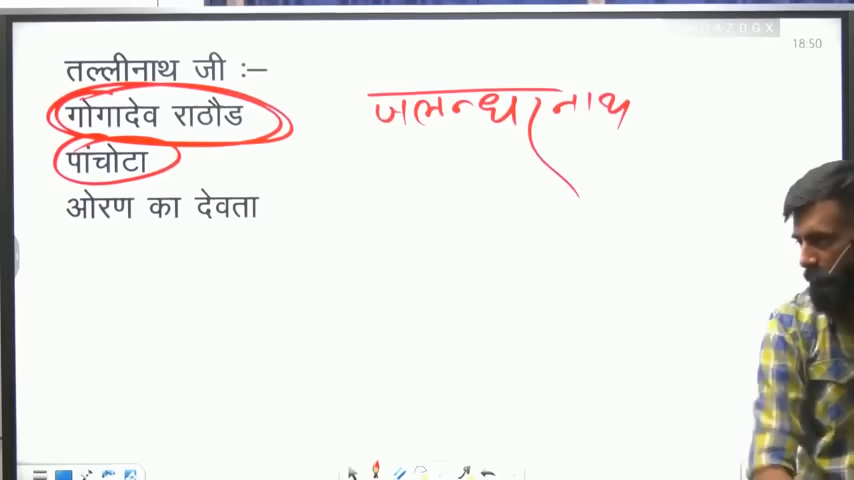 18:50
तल्लीनाथ जी :–
गोगादेव राठौड
जलन्धरनाथ
पांचोटा
ओरण का देवता